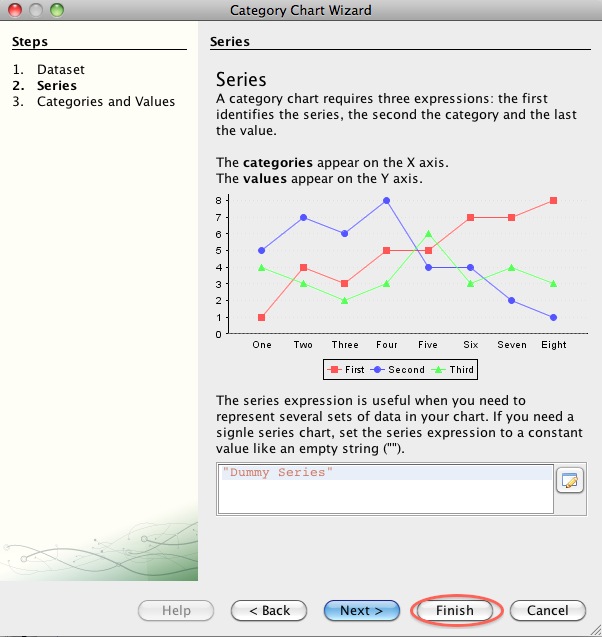 Category Chart Wizard
Steps
1. Dataset
2. Series
3. Categories and Values
Series
Series
A category chart requires three expressions: the first
identifies the series, the second the category and the last
the value.
The categories appear on the X axis.
The values appear on the Y axis.
8
7
6
5
4
3
2
1
0
One Two Three Four Five Six Seven Eight
First Second Third
The series expression is useful when you need to
represent several sets of data in your chart. If you need a
signle series chart, set the series expression to a constant
value like an empty string ("").
"Dummy Series"
Help < Back Next > Finish Cancel